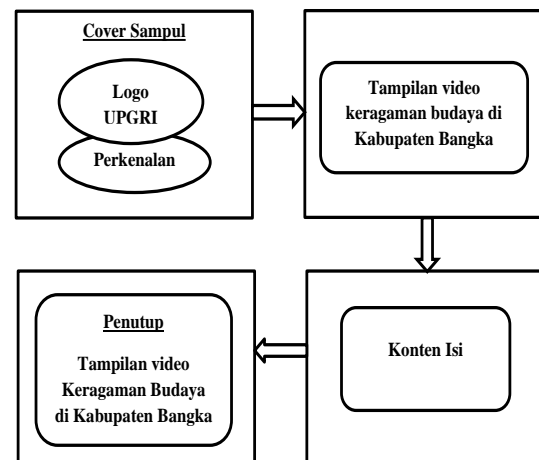 Cover Sampul
Logo
UPGRI
Perkenalan
Tampilan video
keragaman budaya di
Kabupaten Bangka
Konten Isi
Penutup
Tampilan video
Keragaman Budaya
di Kabupaten Bangka